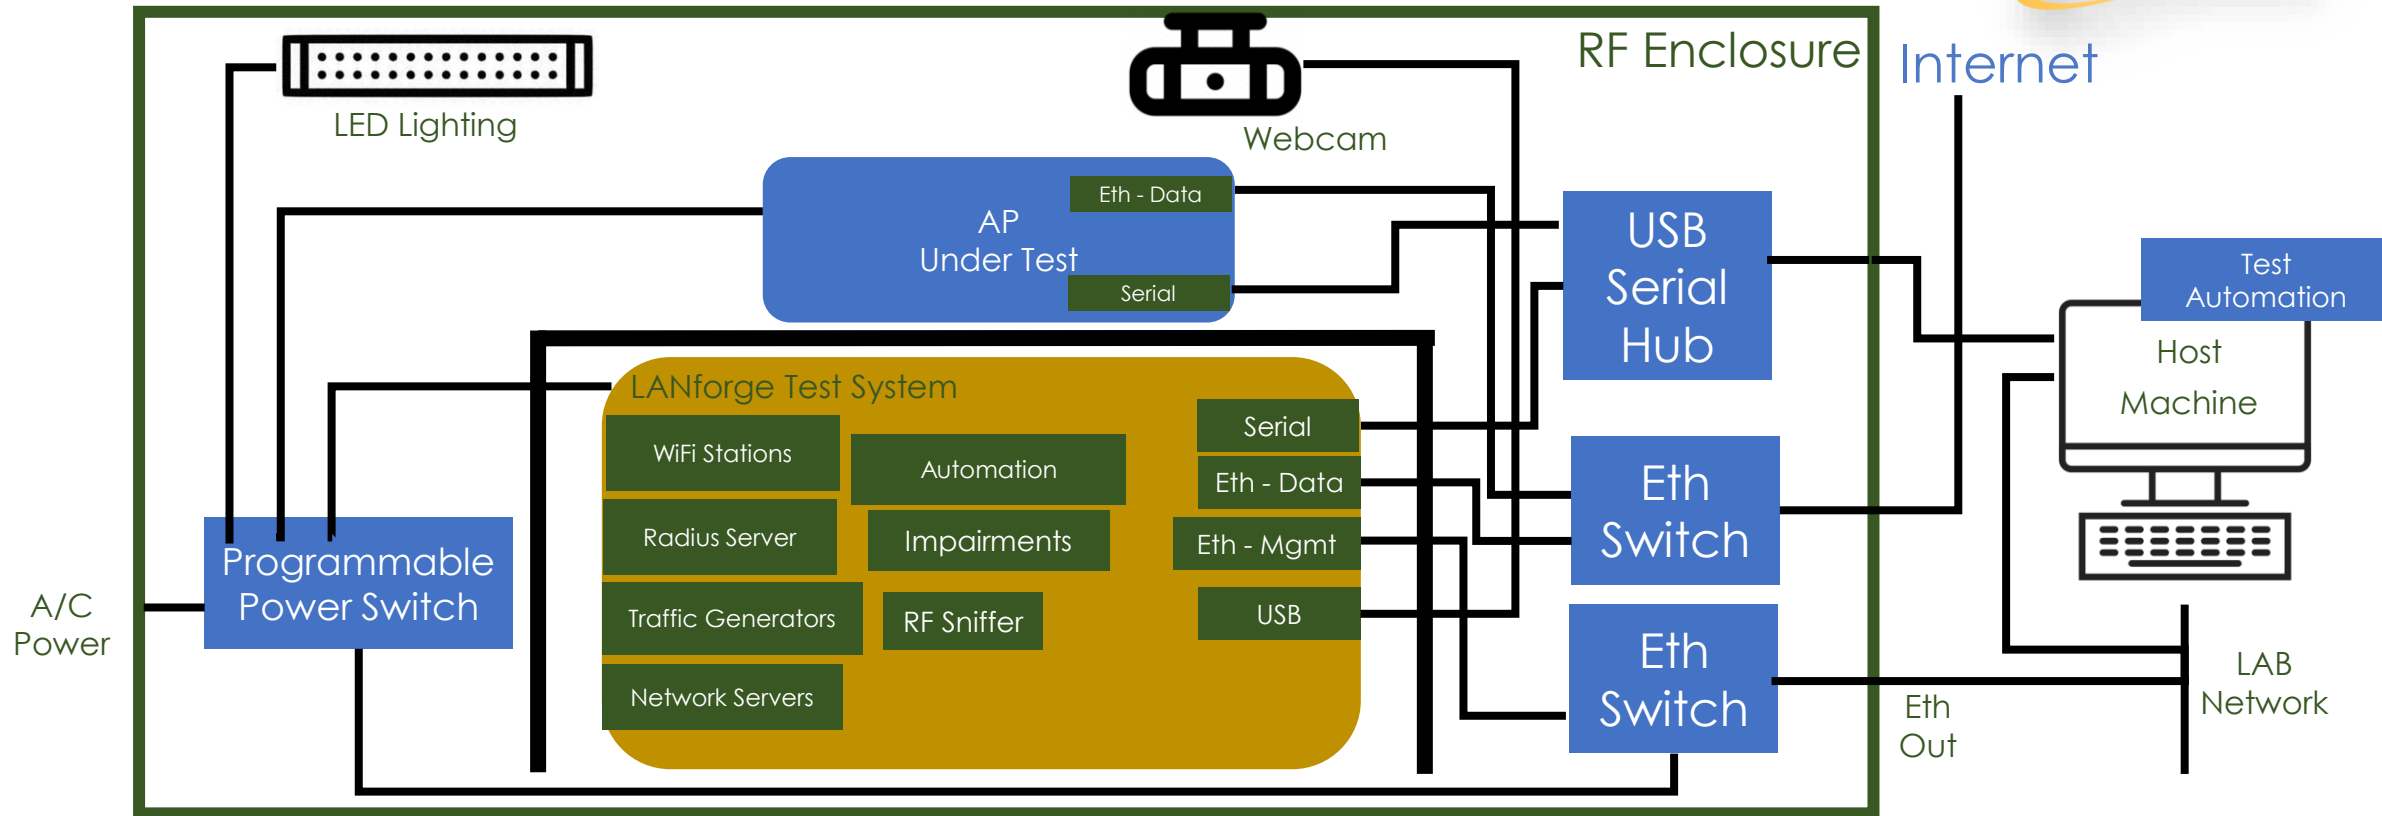 RF Enclosure
Internet
LED Lighting
Webcam
Eth - Data
AP
Under Test
Serial
USB
Serial
Hub
Test
Automation
Host
Machine
LANforge Test System
WiFi Stations
Automation
Serial
Eth - Data
Radius Server
Impairments
Eth - Mgmt
Traffic Generators
RF Sniffer
USB
Network Servers
Eth
Switch
Eth
Switch
Programmable
Power Switch
A/C
Power
Eth
Out
LAB
Network